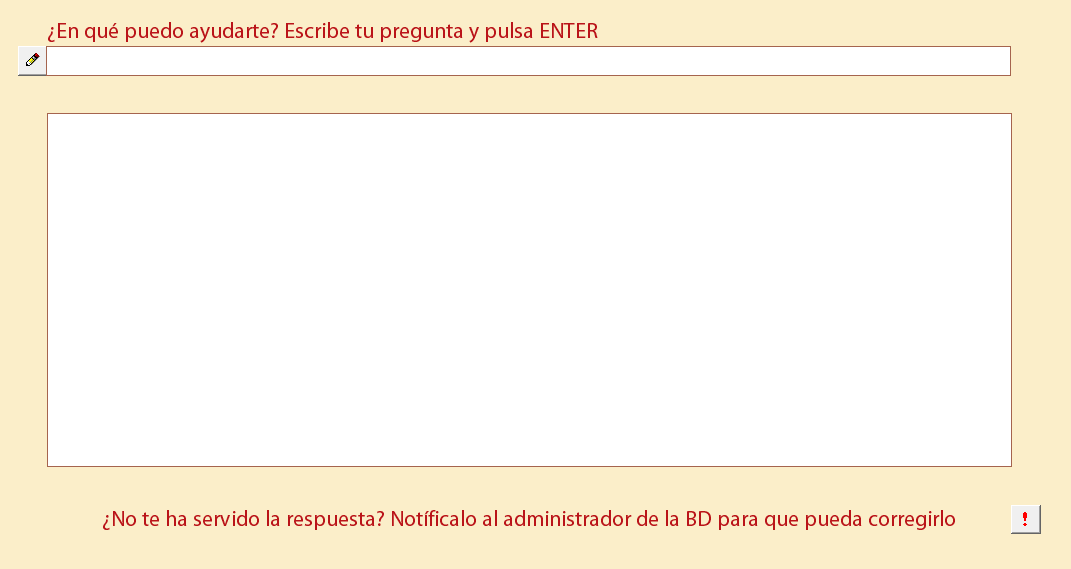 ¿En qué puedo ayudarte? Escribe tu pregunta y pulsa ENTER
¿No te ha servido la respuesta? Notifícalo al administrador de la BD para que pueda corregirlo